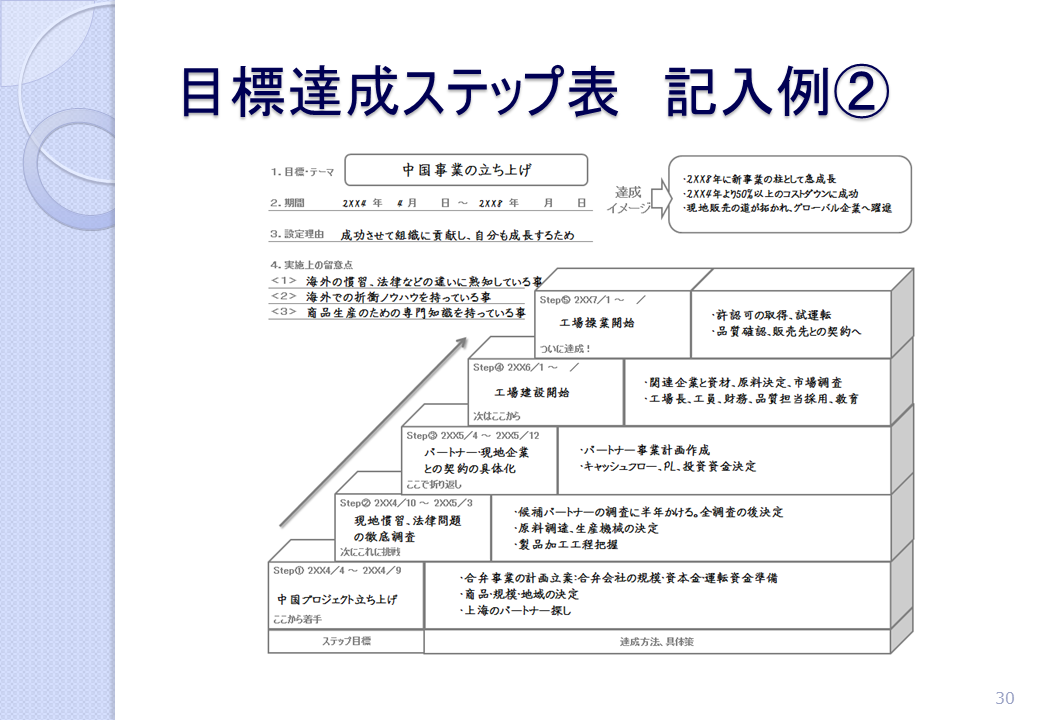 目標達成ステップ表　記入例②
1. 目標・テーマ　中国事業の立ち上げ
2. 期間　2XX4 年　4 月　日 ～ 2XX8 年　月　日
3. 設定理由　成功させて組織に貢献し、自分も成長するため
達成
イメージ
・2XX8年に新事業の柱として急成長
・2XX4年より50%以上のコストダウンに成功
・現地販売の道が拓かれ、グローバル企業へ躍進
4. 実施上の留意点
<1>　海外の慣習、法律などの違いに熟知している事
<2>　海外での折衝ノウハウを持っている事
<3>　商品生産のための専門知識を持っている事
Step⑤ 2XX7／1 ～　／
工場操業開始
ついに達成！
・許認可の取得、試運転
・品質確認、販売先との契約へ
Step④ 2XX6／1 ～　／
工場建設開始
次はここから
・関連企業と資材、原料決定、市場調査
・工場長、工員、財務、品質担当採用、教育
Step③ 2XX5／4 ～ 2XX5／12
パートナー・現地企業
との契約の具体化
ここで折り返し
・パートナー事業計画作成
・キャッシュフロー、PL、投資資金決定
Step② 2XX4／10 ～ 2XX5／3
現地慣習、法律問題
の徹底調査
次にこれに挑戦
・候補パートナーの調査に半年かける。全調査の後決定
・原料調達、生産機械の決定
・製品加工工程把握
Step① 2XX4／4 ～ 2XX4／9
中国プロジェクト立ち上げ
ここから着手
・合弁事業の計画立案：合弁会社の規模・資本金・運転資金準備
・商品・規模・地域の決定
・上海のパートナー探し
ステップ目標
達成方法、具体策
30